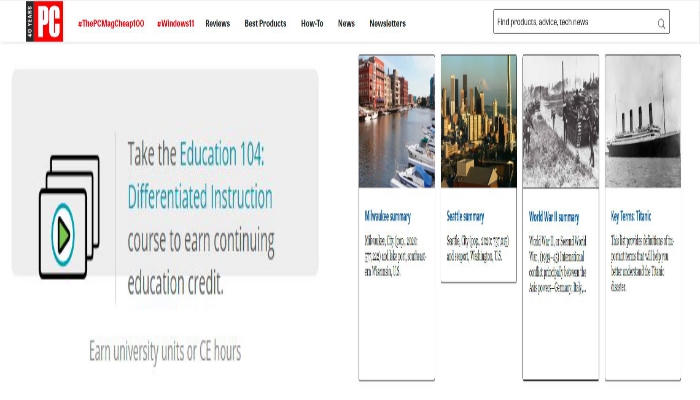 40 YEARS
PC
#ThePCMagCheap100
#Windows11
Reviews
Best Products
How-To
News
Newsletters
Find products, advice, tech news
Take the Education 104:
Differentiated Instruction
course to earn continuing
education credit.
Earn university units or CE hours
Milwaukee summary
Milwaukee, City (pop., 2020:
577,222) and lake port, southeast-
ern Wisconsin, U.S.
Seattle summary
Seattle, City (pop., 2020: 737,015)
and seaport, Washington, U.S.
World War II summary
World War II, or Second World
War, (1939–45) International
conflict principally between the
Axis powers—Germany, Italy,...
Key Terms: Titanic
This list provides definitions of im-
portant terms that will help you
better understand the Titanic
disaster.